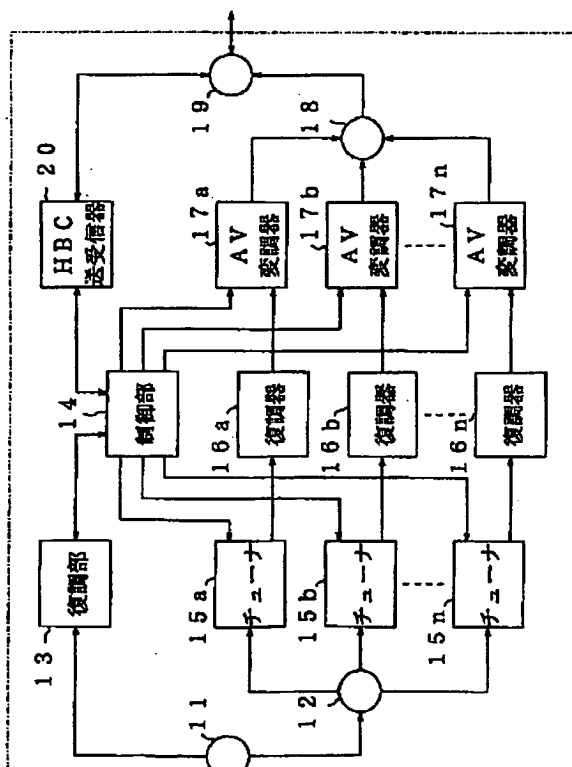 11
12
13
復調部
14
制御部
15a
チューナ
15b
チューナ
15n
チューナ
16a
復調器
16b
復調器
16n
復調器
17a
AV
変調器
17b
AV
変調器
17n
AV
変調器
18
19
20
HBC
送受信器